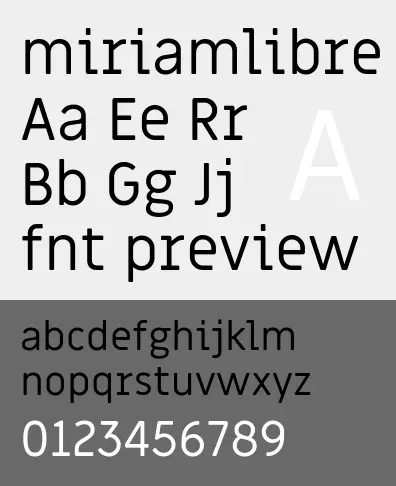 miriamlibre
Aa Ee Rr
A
Bb Gg Jj
fnt preview
abcdefghijklm
nopqrstuvwxyz
0123456789